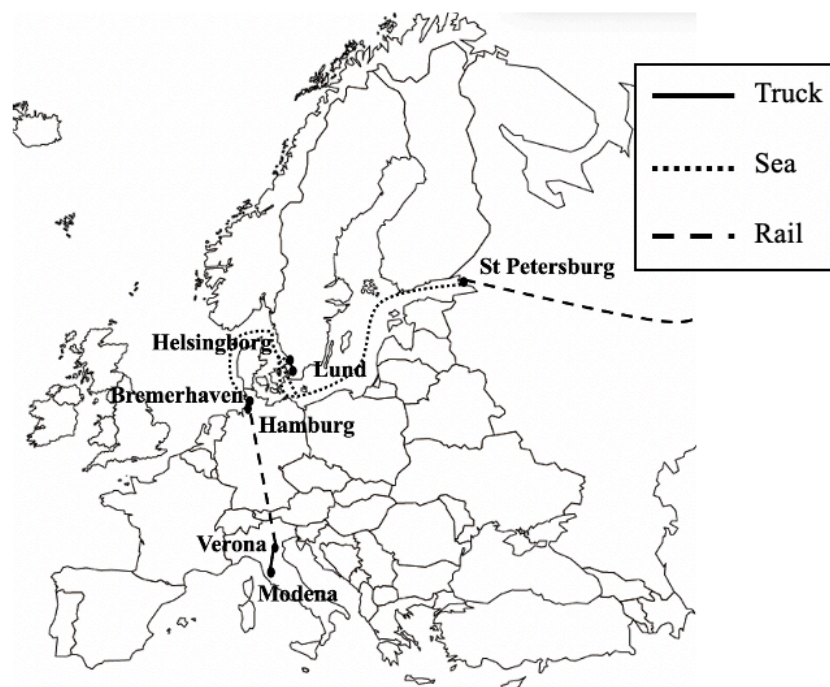 Truck
Sea
Rail
St Petersburg
Helsingborg
Lund
Bremerhaven
Hamburg
Verona
Modena